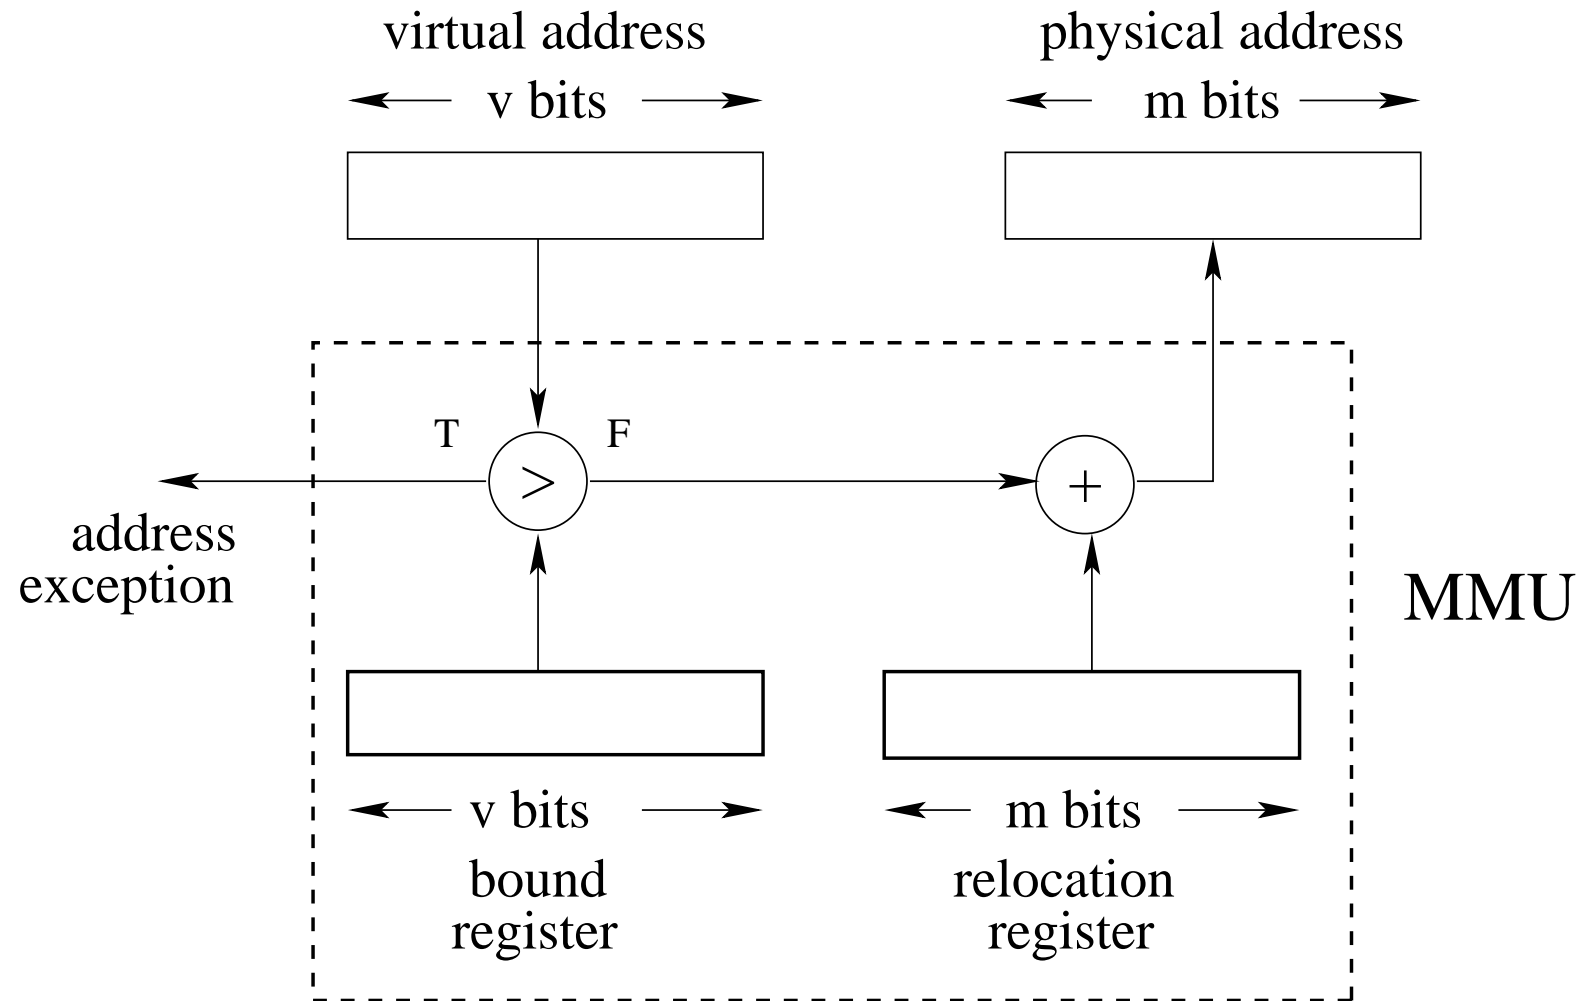 virtual address
physical address
v bits
m bits
T
F
>
+
address
exception
MMU
v bits
m bits
bound
register
relocation
register